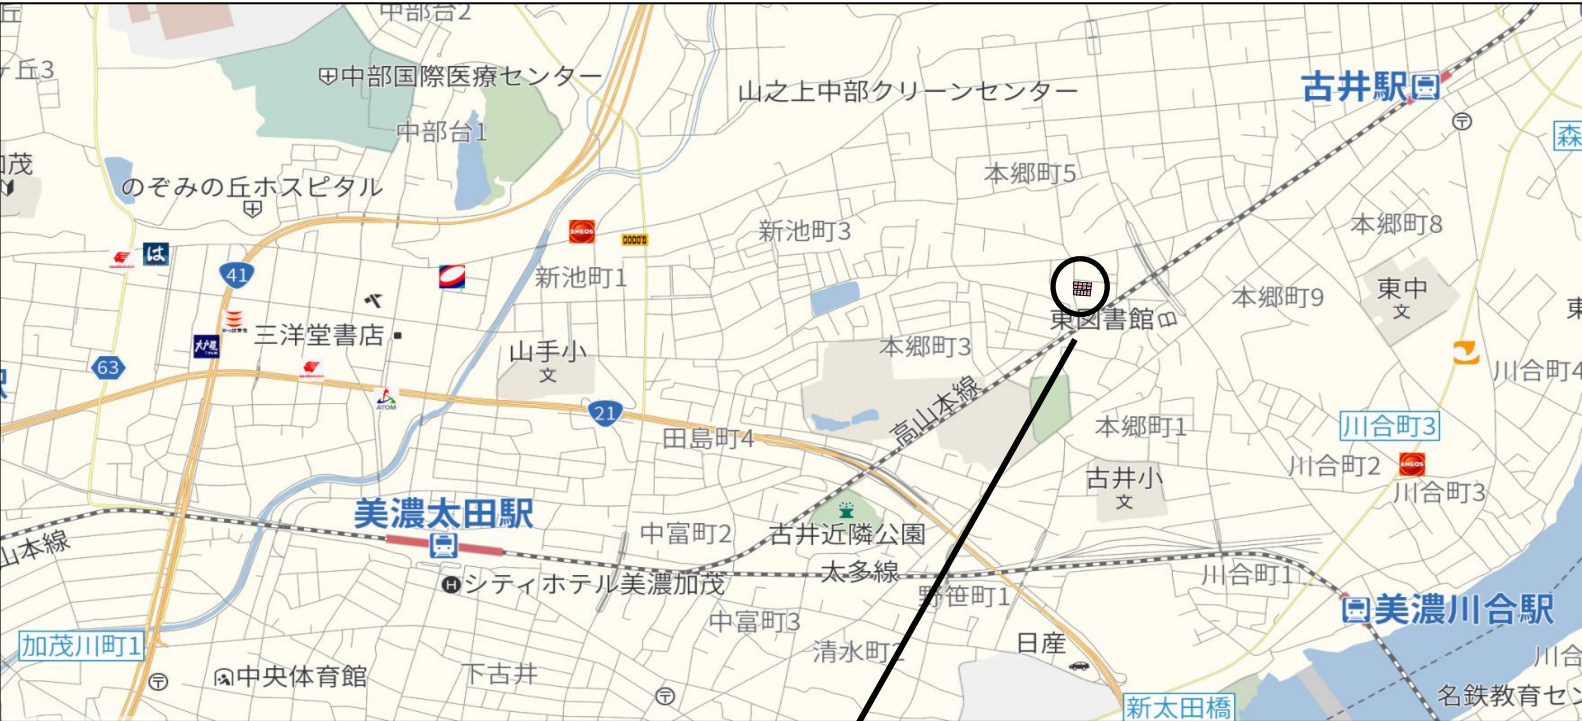 中部台2
丘3
中部国際医療センター
山之上中部クリーンセンター
古井駅
中部台1
森
加茂
のぞみの丘ホスピタル
本郷町5
新池町3
本郷町8
ENEOS
は
41
新池町1
本郷町9
東中
文
三洋堂書店
東図書館
63
山手小
文
本郷町3
川合町4
21
高山本線
田島町4
本郷町1
川合町3
川合町2
ENEOS
川合町3
古井小
文
ATOM
美濃太田駅
中富町2
古井近隣公園
山本線
太多線
川合町1
H
シティホテル美濃加茂
野笹町1
美濃川合駅
中富町3
加茂川町1
清水町2
日産
中央体育館
下古井
川合
新太田橋
名鉄教育セン